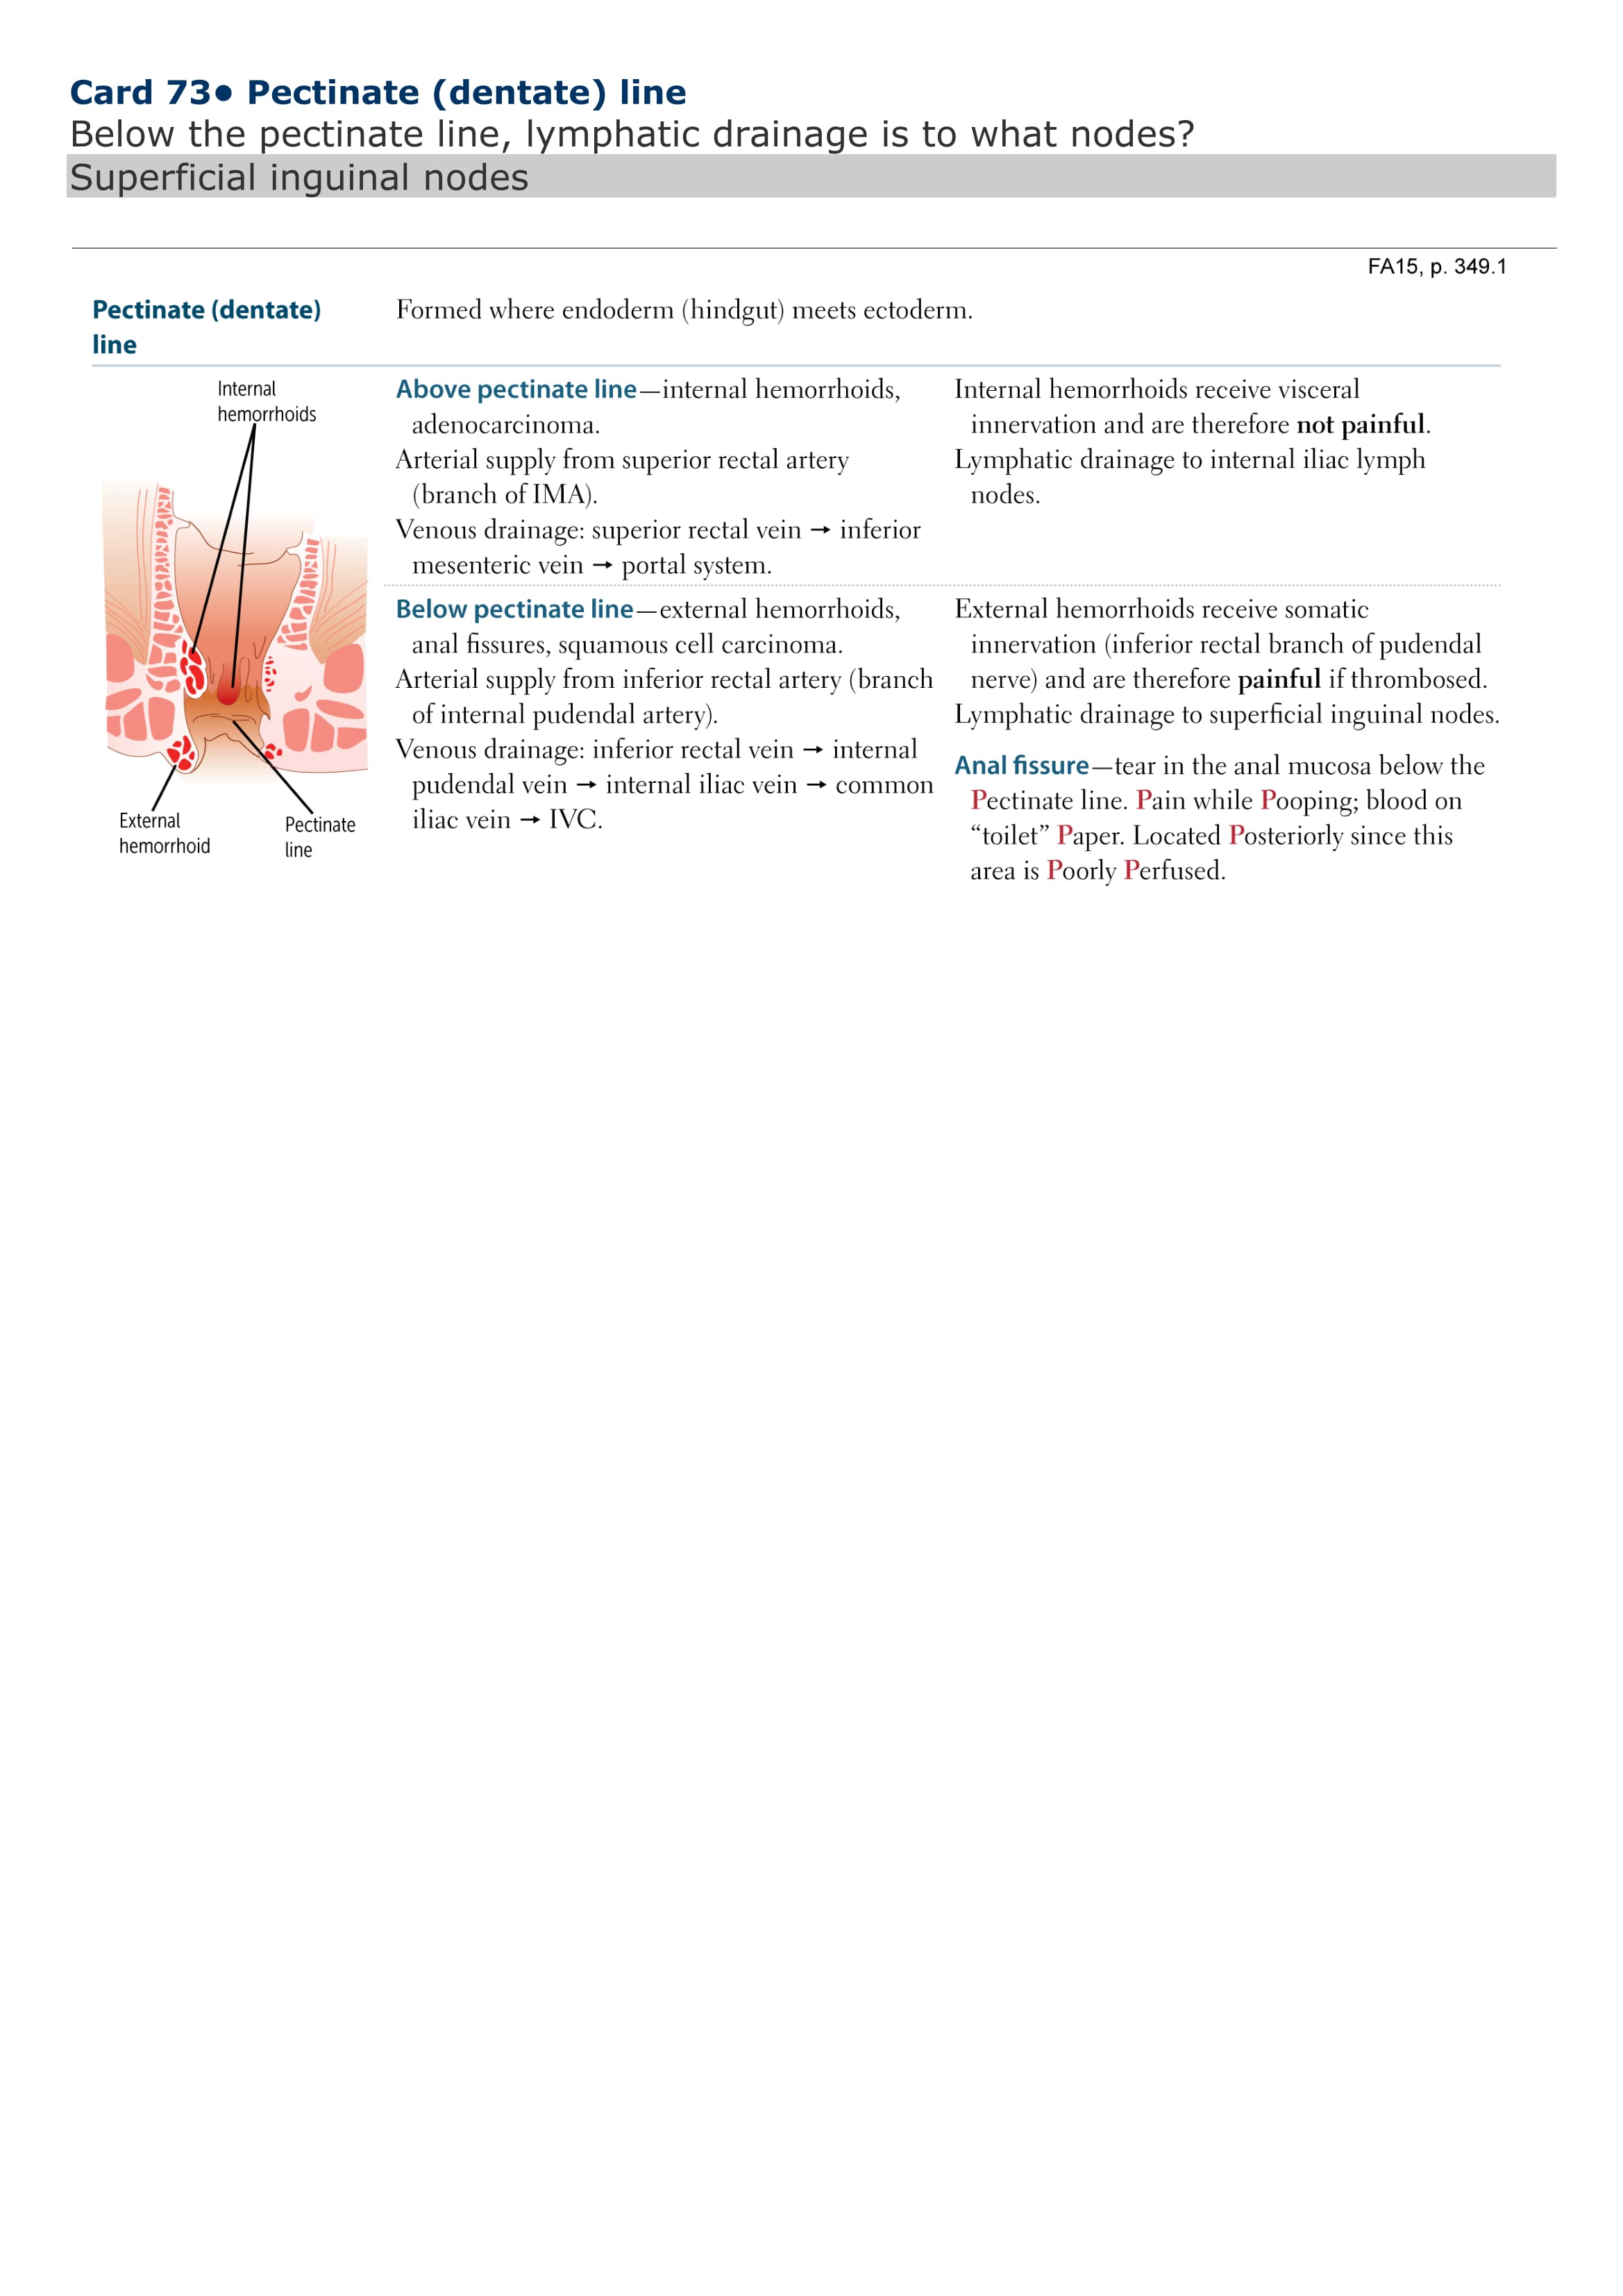 Card 73● Pectinate (dentate) line
Below the pectinate line, lymphatic drainage is to what nodes?
Superficial inguinal nodes
FA15, p. 349.1
Pectinate (dentate)
line
Formed where endoderm (hindgut) meets ectoderm.
Internal
hemorrhoids
External
hemorrhoid
Pectinate
line
Above pectinate line—internal hemorrhoids,
adenocarcinoma.
Arterial supply from superior rectal artery
(branch of IMA).
Venous drainage: superior rectal vein → inferior
mesenteric vein → portal system.
Internal hemorrhoids receive visceral
innervation and are therefore not painful.
Lymphatic drainage to internal iliac lymph
nodes.
Below pectinate line—external hemorrhoids,
anal fissures, squamous cell carcinoma.
Arterial supply from inferior rectal artery (branch
of internal pudendal artery).
Venous drainage: inferior rectal vein → internal
pudendal vein → internal iliac vein → common
iliac vein → IVC.
External hemorrhoids receive somatic
innervation (inferior rectal branch of pudendal
nerve) and are therefore painful if thrombosed.
Lymphatic drainage to superficial inguinal nodes.
Anal fissure—tear in the anal mucosa below the
Pectinate line. Pain while Pooping; blood on
“toilet” Paper. Located Posteriorly since this
area is Poorly Perfused.